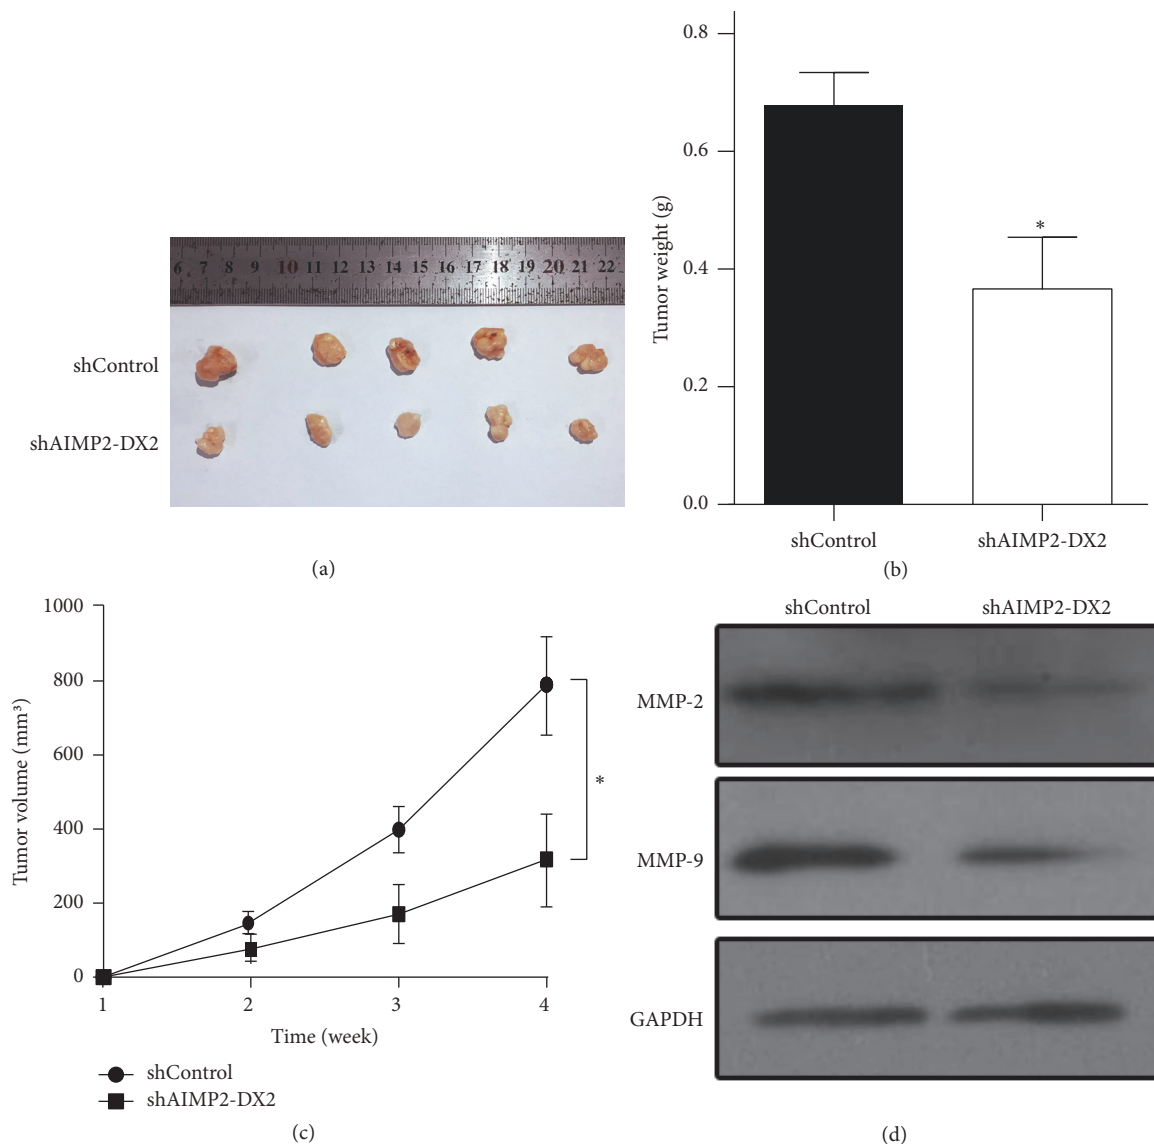 6 7 8 9 10 11 12 13 14 15 16 17 18 19 20 21 22
shControl
shAIMP2-DX2
(a)
0.8
0.6
0.4
0.2
0.0
Tumor weight (g)
*
shControl
shAIMP2-DX2
(b)
1000
800
600
400
200
0
Tumor volume (mm³)
*
1 2 3 4
Time (week)
shControl
shAIMP2-DX2
(c)
shControl shAIMP2-DX2
MMP-2
MMP-9
GAPDH
(d)